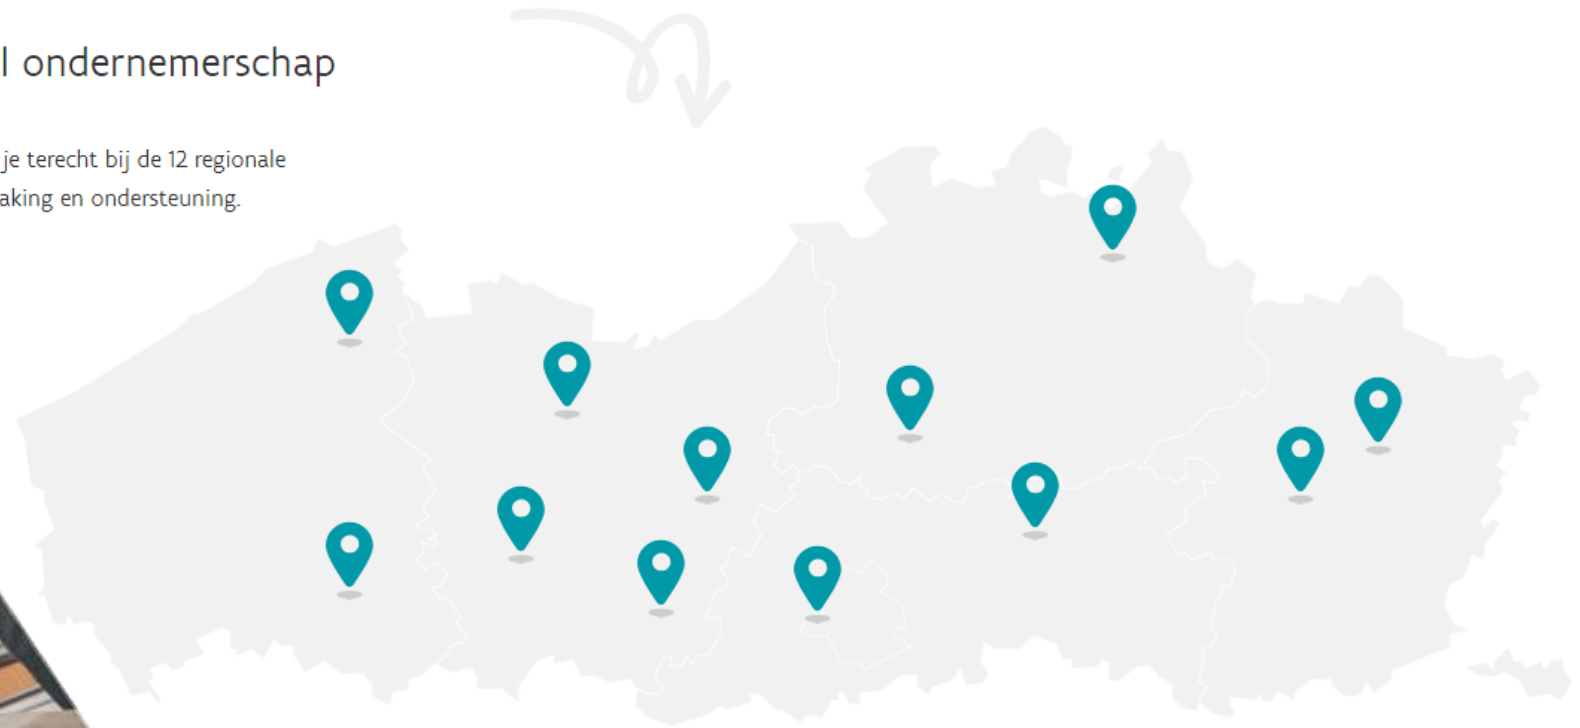 l ondernemerschap
je terecht bij de 12 regionale
aking en ondersteuning.